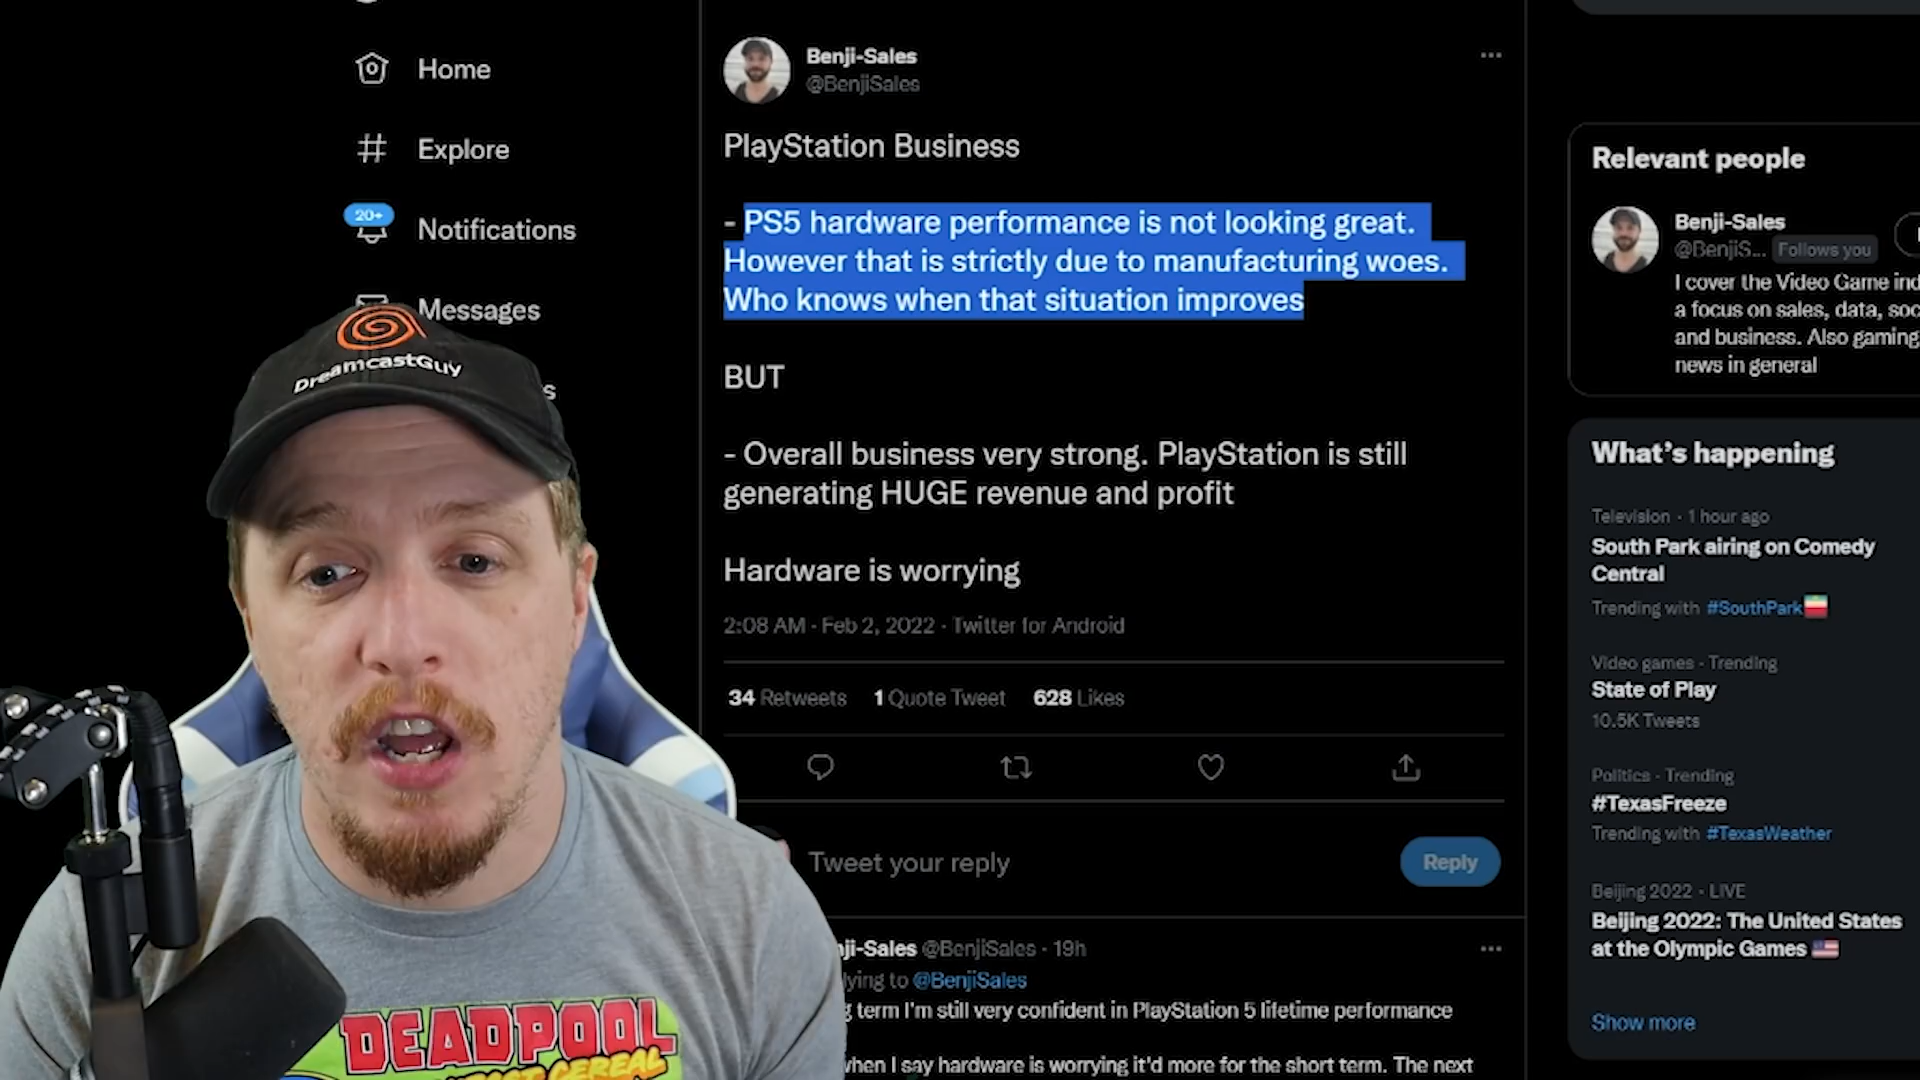 Home
Explore
20+
Notifications
Messages
DreamcastGuy
DEADPOOL
CEREAL
Benji-Sales
@BenjiSales
PlayStation Business
- PS5 hardware performance is not looking great.
However that is strictly due to manufacturing woes.
Who knows when that situation improves
BUT
- Overall business very strong. PlayStation is still
generating HUGE revenue and profit
Hardware is worrying
2:08 AM · Feb 2, 2022 · Twitter for Android
34 Retweets 1 Quote Tweet 628 Likes
Tweet your reply
Reply
ji-Sales @BenjiSales · 19h
lying to @BenjiSales
g term I'm still very confident in PlayStation 5 lifetime performance
when I say hardware is worrying it'd more for the short term. The next
Relevant people
Benji-Sales
@BenjiS... Follows you
I cover the Video Game ind
a focus on sales, data, soc
and business. Also gaming
news in general
What's happening
Television · 1 hour ago
South Park airing on Comedy
Central
Trending with #SouthPark
Video games · Trending
State of Play
10.5K Tweets
Politics · Trending
#TexasFreeze
Trending with #TexasWeather
Beijing 2022 · LIVE
Beijing 2022: The United States
at the Olympic Games
Show more